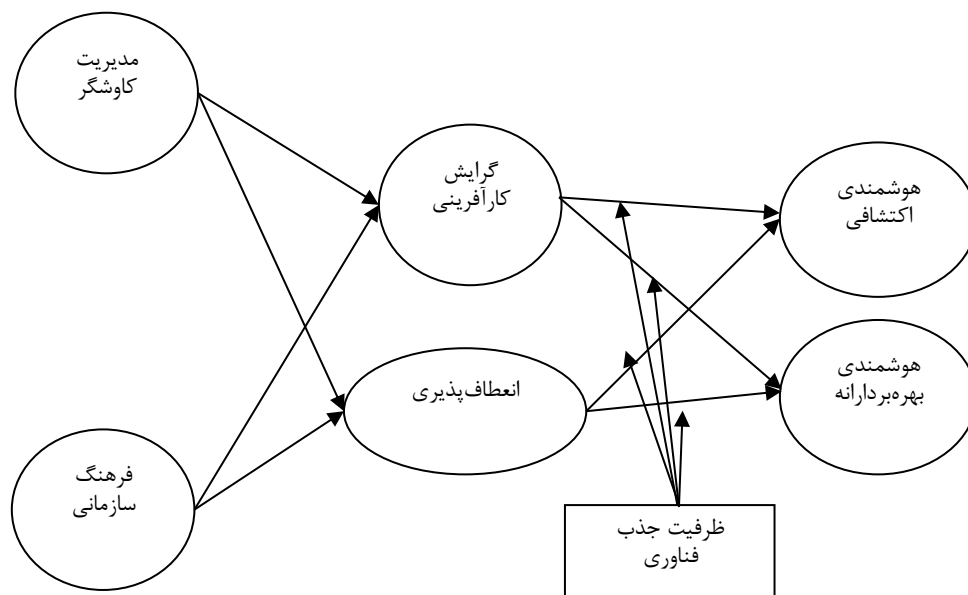 مدیریت
کاوشگر
گرایش
کارآفرینی
هوشمندی
اکتشافی
انعطاف‌پذیری
هوشمندی
بهره‌بردارانه
فرهنگ
سازمانی
ظرفیت جذب
فناوری